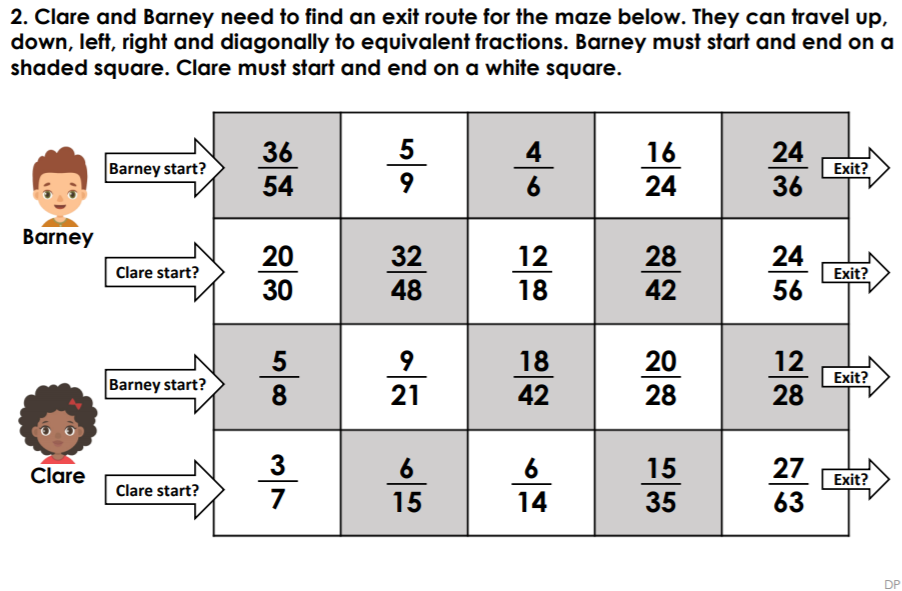 2. Clare and Barney need to find an exit route for the maze below. They can travel up,
down, left, right and diagonally to equivalent fractions. Barney must start and end on a
shaded square. Clare must start and end on a white square.
Barney start? 36/54 5/9 4/6 16/24 24/36 Exit?
Barney
Clare start? 20/30 32/48 12/18 28/42 24/56 Exit?
Barney start? 5/8 9/21 18/42 20/28 12/28 Exit?
Clare
Clare start? 3/7 6/15 6/14 15/35 27/63 Exit?
DP